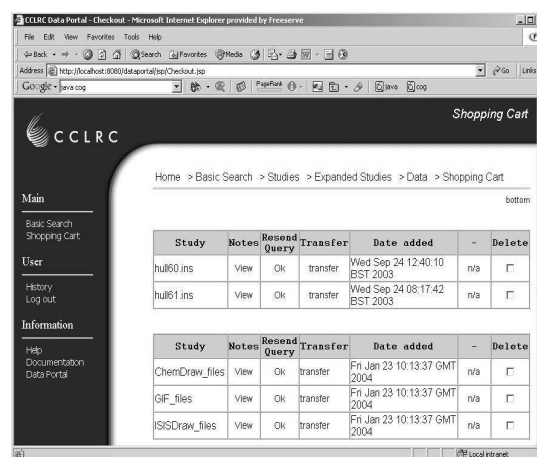 CCLRC Data Portal - Checkout - Microsoft Internet Explorer provided by Freeserve
File Edit View Favorites Tools Help
Back Search Favorites Media
Address http://localhost:8080/dataportal/jsp/Checkout.jsp Go Links
Google java cog PageRank java cog
Shopping Cart
CCLRC
Home > Basic Search > Studies > Expanded Studies > Data > Shopping Cart
bottom
Main
Basic Search
Shopping Cart
User
History
Log out
Information
Help
Documentation
Data Portal
Study Notes Resend Query Transfer Date added - Delete
hull60.ins View Ok transfer Wed Sep 24 12:40:10 BST 2003 n/a
hull61.ins View Ok transfer Wed Sep 24 08:17:42 BST 2003 n/a
Study Notes Resend Query Transfer Date added - Delete
ChemDraw_files View Ok transfer Fri Jan 23 10:13:37 GMT 2004 n/a
GIF_files View Ok transfer Fri Jan 23 10:13:37 GMT 2004 n/a
ISISDraw_files View Ok transfer Fri Jan 23 10:13:37 GMT 2004 n/a
Local intranet